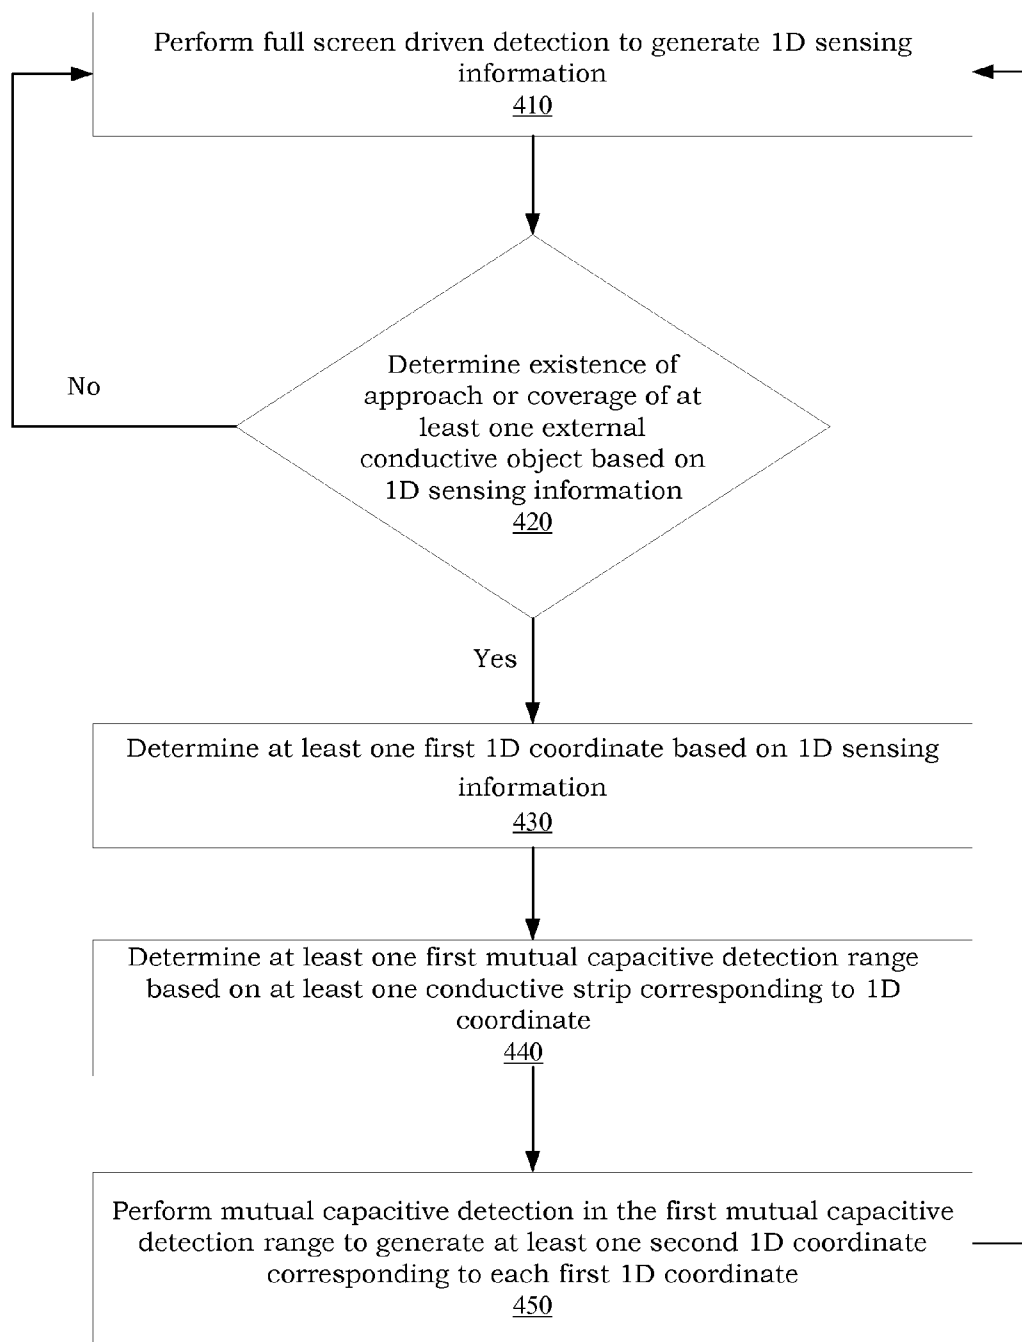 Perform full screen driven detection to generate 1D sensing
information
410
No
Determine existence of
approach or coverage of at
least one external
conductive object based on
1D sensing information
420
Yes
Determine at least one first 1D coordinate based on 1D sensing
information
430
Determine at least one first mutual capacitive detection range
based on at least one conductive strip corresponding to 1D
coordinate
440
Perform mutual capacitive detection in the first mutual capacitive
detection range to generate at least one second 1D coordinate
corresponding to each first 1D coordinate
450